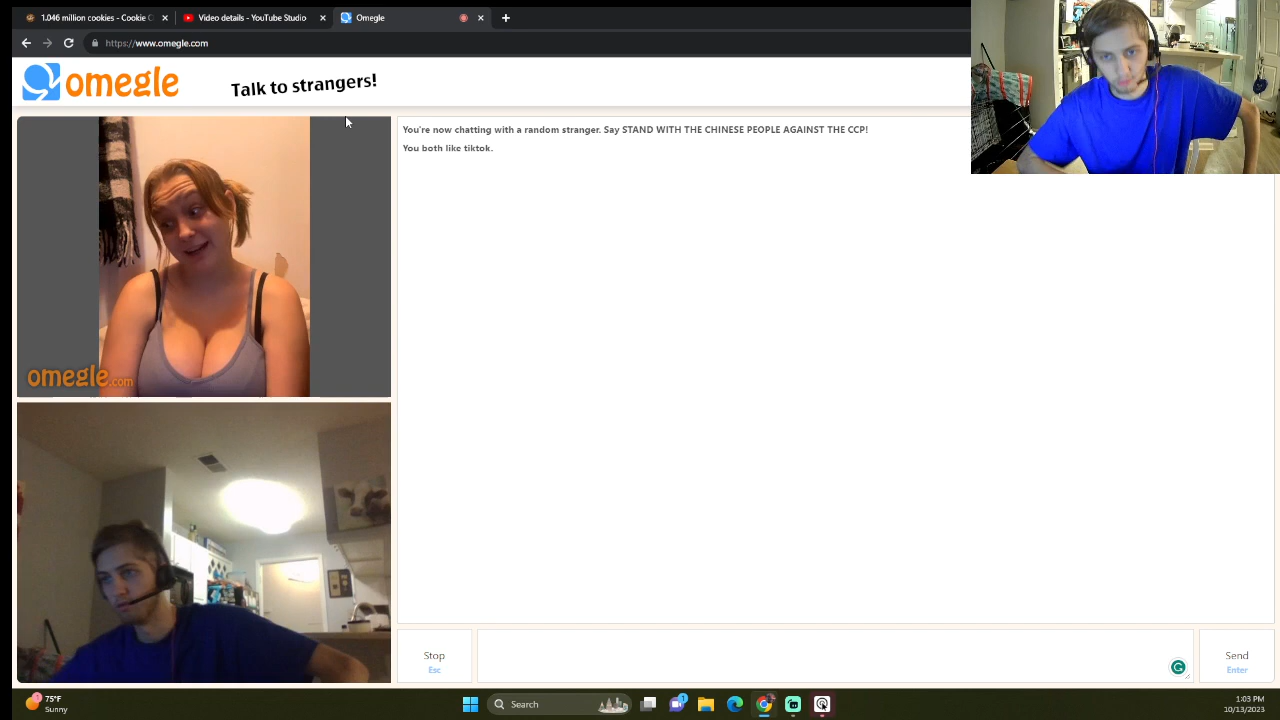 1.046 million cookies - Cookie C
Video details - YouTube Studio
Omegle
https://www.omegle.com
omegle
Talk to strangers!
You're now chatting with a random stranger. Say STAND WITH THE CHINESE PEOPLE AGAINST THE CCP!
You both like tiktok.
omegle.com
Stop
Esc
Send
Enter
75°F
Sunny
Search
1:03 PM
10/13/2023